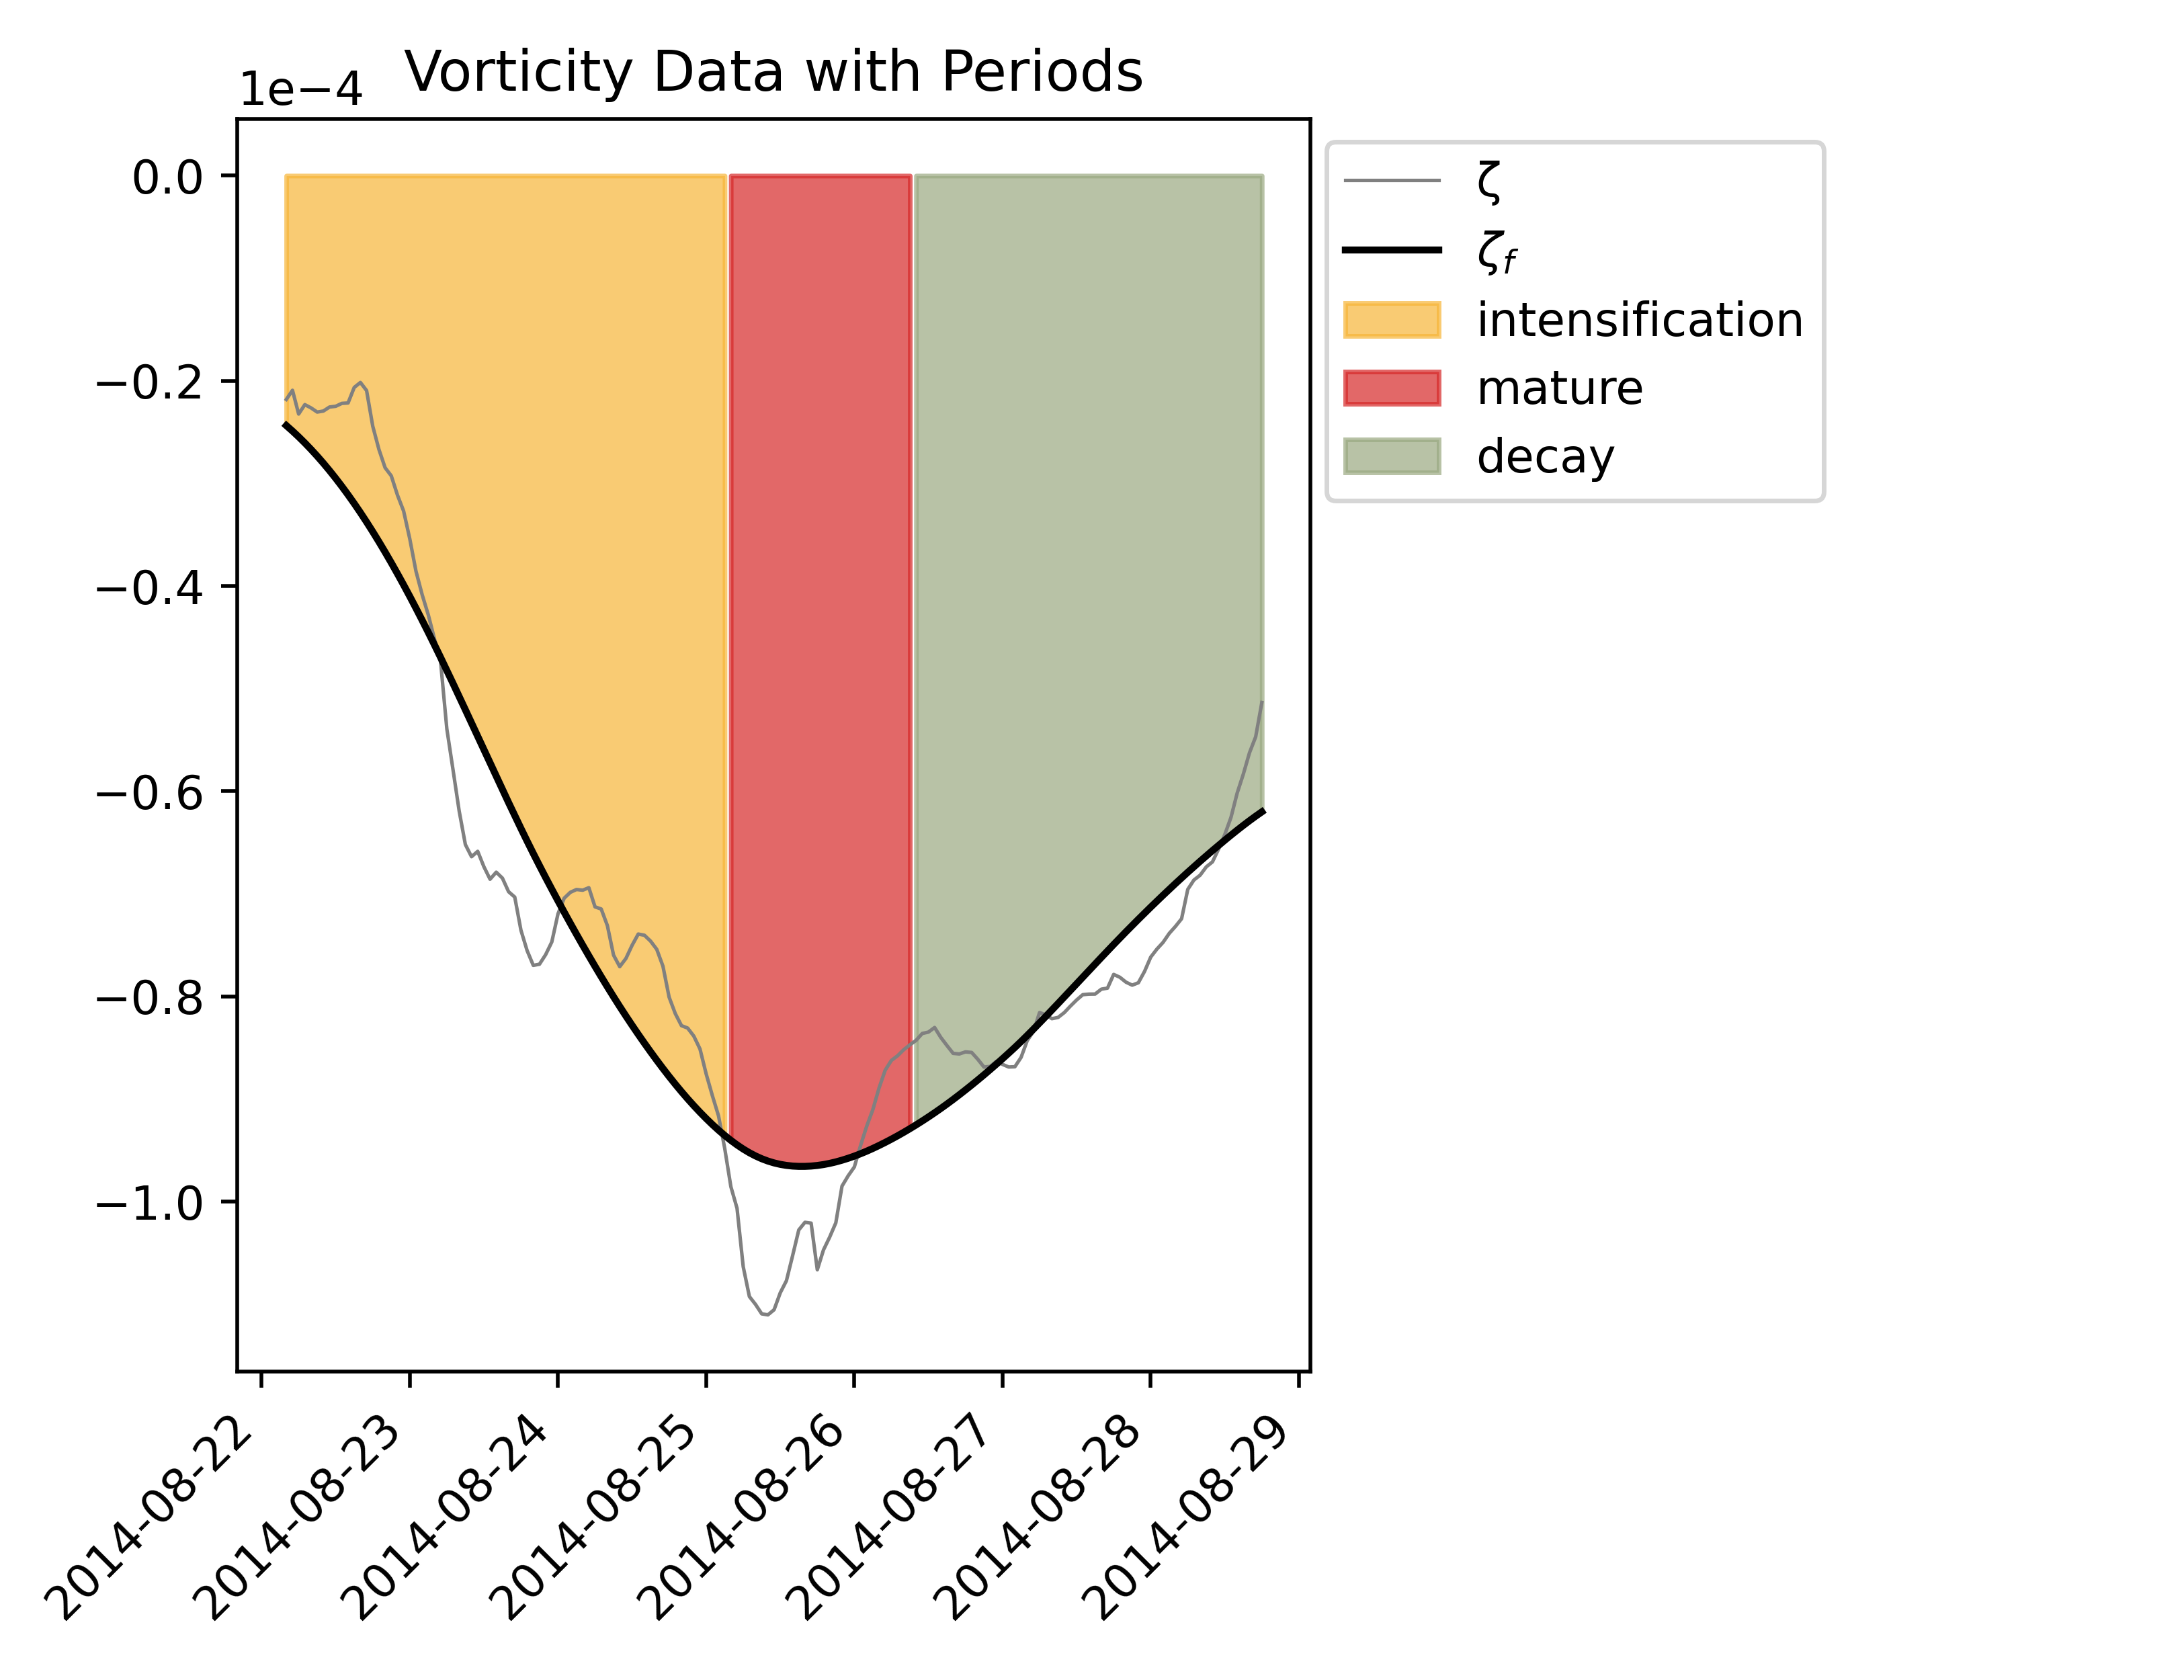 Vorticity Data with Periods
1e−4
0.0
−0.2
−0.4
−0.6
−0.8
−1.0
2014-08-22
2014-08-23
2014-08-24
2014-08-25
2014-08-26
2014-08-27
2014-08-28
2014-08-29
ζ
ζf
intensification
mature
decay